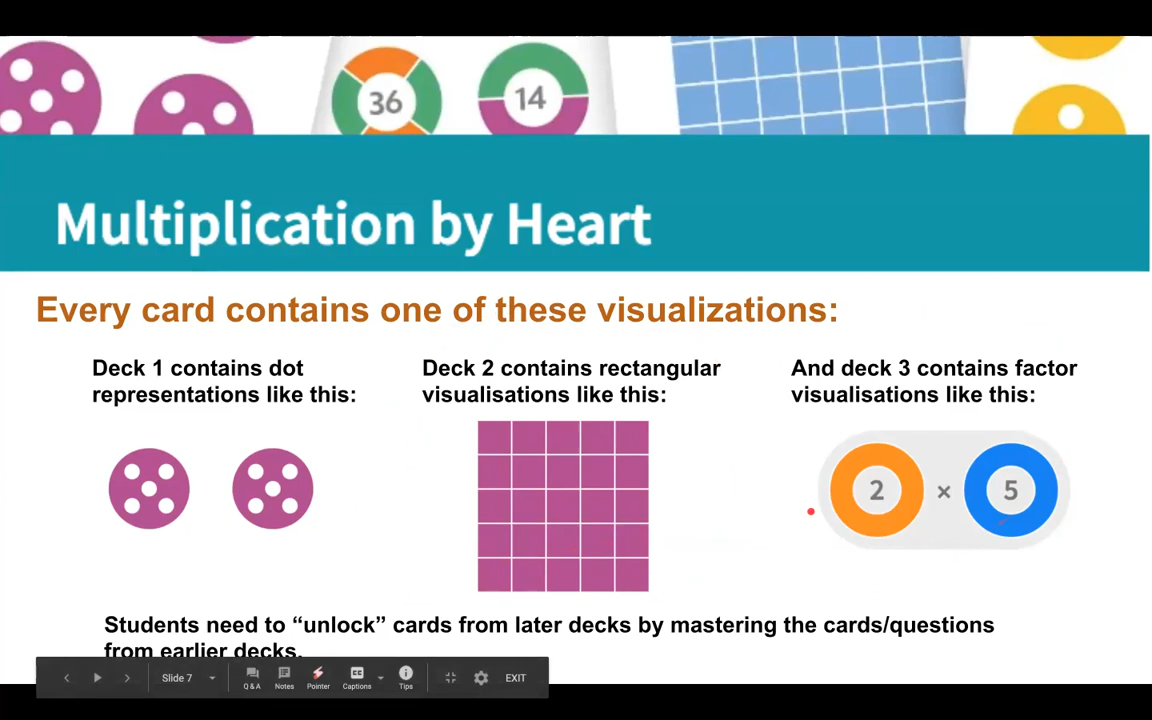 36
14
Multiplication by Heart
Every card contains one of these visualizations:
Deck 1 contains dot
representations like this:
Deck 2 contains rectangular
visualisations like this:
And deck 3 contains factor
visualisations like this:
2 × 5
Students need to “unlock” cards from later decks by mastering the cards/questions
from earlier decks.
Slide 7
Q & A
Notes
Pointer
CC
Captions
Tips
EXIT